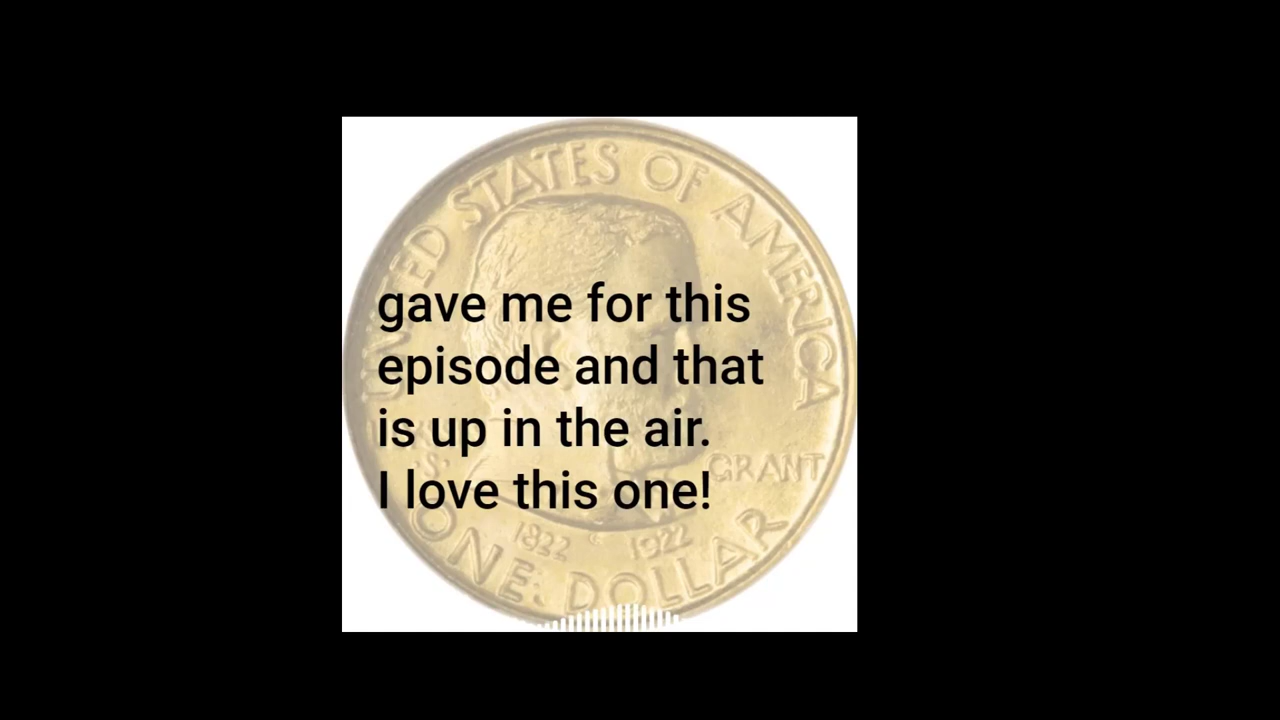 UNITED STATES OF AMERICA
gave me for this
episode and that
is up in the air.
I love this one!
GRANT
1822 1922
ONE DOLLAR